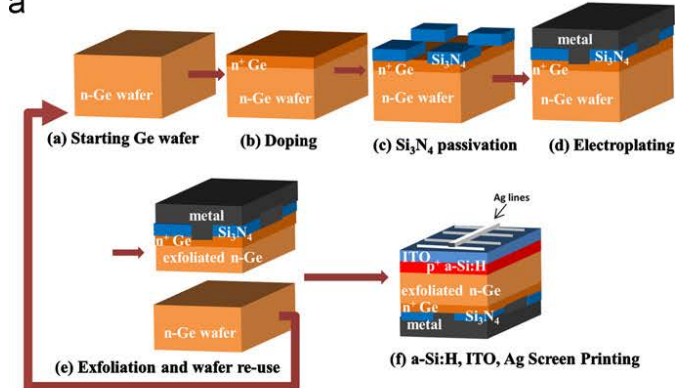 a
n-Ge wafer
(a) Starting Ge wafer
n⁺ Ge
n-Ge wafer
(b) Doping
Si₃N₄
n⁺ Ge
n-Ge wafer
(c) Si₃N₄ passivation
metal
Si₃N₄
n⁺ Ge
n-Ge wafer
(d) Electroplating
metal
Si₃N₄
n⁺ Ge
exfoliated n-Ge
n-Ge wafer
(e) Exfoliation and wafer re-use
Ag lines
ITO
p⁺ a-Si:H
exfoliated n-Ge
n⁺ Ge
Si₃N₄
metal
(f) a-Si:H, ITO, Ag Screen Printing